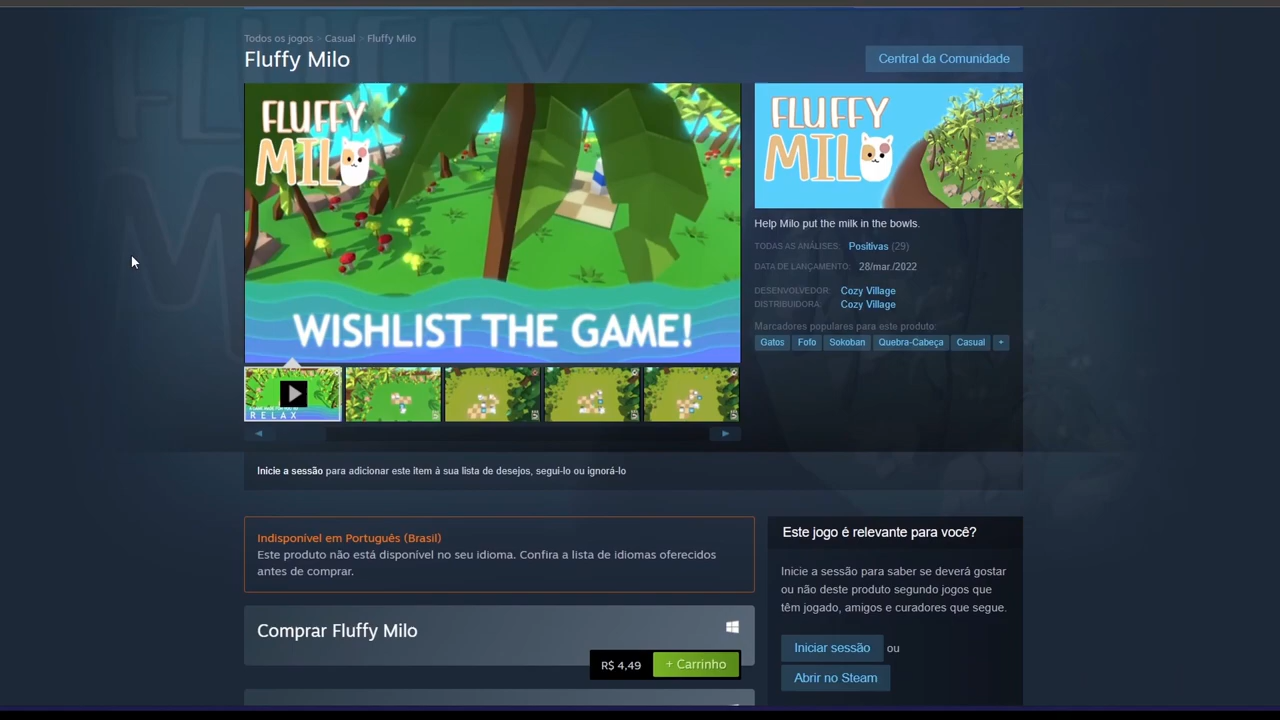 Todos os jogos > Casual > Fluffy Milo
Fluffy Milo
Central da Comunidade
FLUFFY
MILO
WISHLIST THE GAME!
FLUFFY
MILO
Help Milo put the milk in the bowls.
TODAS AS ANÁLISES: Positivas (29)
DATA DE LANÇAMENTO: 28/mar./2022
DESENVOLVEDOR: Cozy Village
DISTRIBUIDORA: Cozy Village
Marcadores populares para este produto:
Gatos Fofo Sokoban Quebra-Cabeça Casual +
RELAX
Inicie a sessão para adicionar este item à sua lista de desejos, segui-lo ou ignorá-lo
Indisponível em Português (Brasil)
Este produto não está disponível no seu idioma. Confira a lista de idiomas oferecidos
antes de comprar.
Comprar Fluffy Milo
R$ 4,49 + Carrinho
Este jogo é relevante para você?
Inicie a sessão para saber se deverá gostar
ou não deste produto segundo jogos que
têm jogado, amigos e curadores que segue.
Iniciar sessão ou
Abrir no Steam